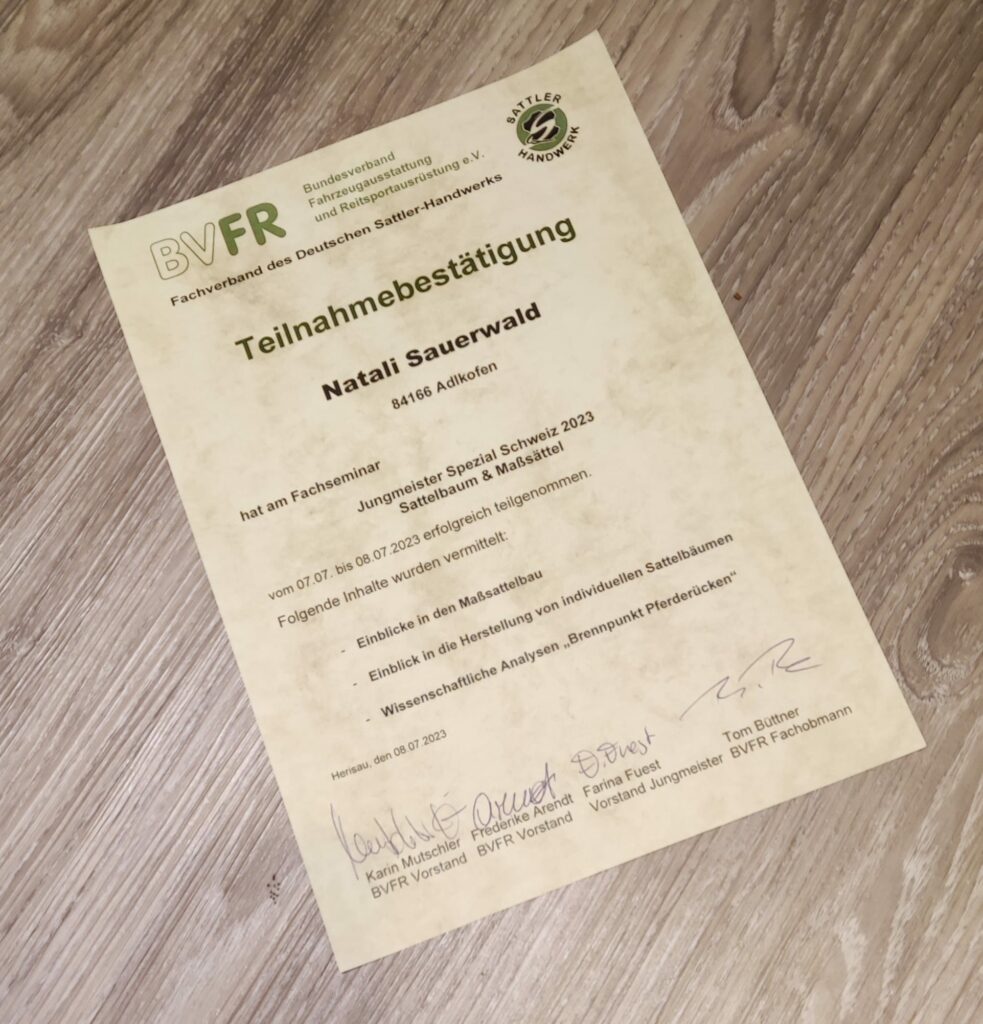 BVFR
Bundesverband
Fahrzeugausstattung
und Reitsportausrüstung e.V.
Fachverband des Deutschen Sattler-Handwerks
SATTLER
HANDWERK
Teilnahmebestätigung
Natali Sauerwald
84166 Adlkofen
hat am Fachseminar
Jungmeister Spezial Schweiz 2023
Sattelbaum & Maßsättel
vom 07.07. bis 08.07.2023 erfolgreich teilgenommen.
Folgende Inhalte wurden vermittelt:
- Einblicke in den Maßsattelbau
- Einblick in die Herstellung von individuellen Sattelbäumen
- Wissenschaftliche Analysen „Brennpunkt Pferderücken“
Herisau, den 08.07.2023
Arendt
Karin Mutschler
BVFR Vorstand
Frederike Arendt
BVFR Vorstand
Farina Fuest
Vorstand Jungmeister
Tom Büttner
BVFR Fachobmann